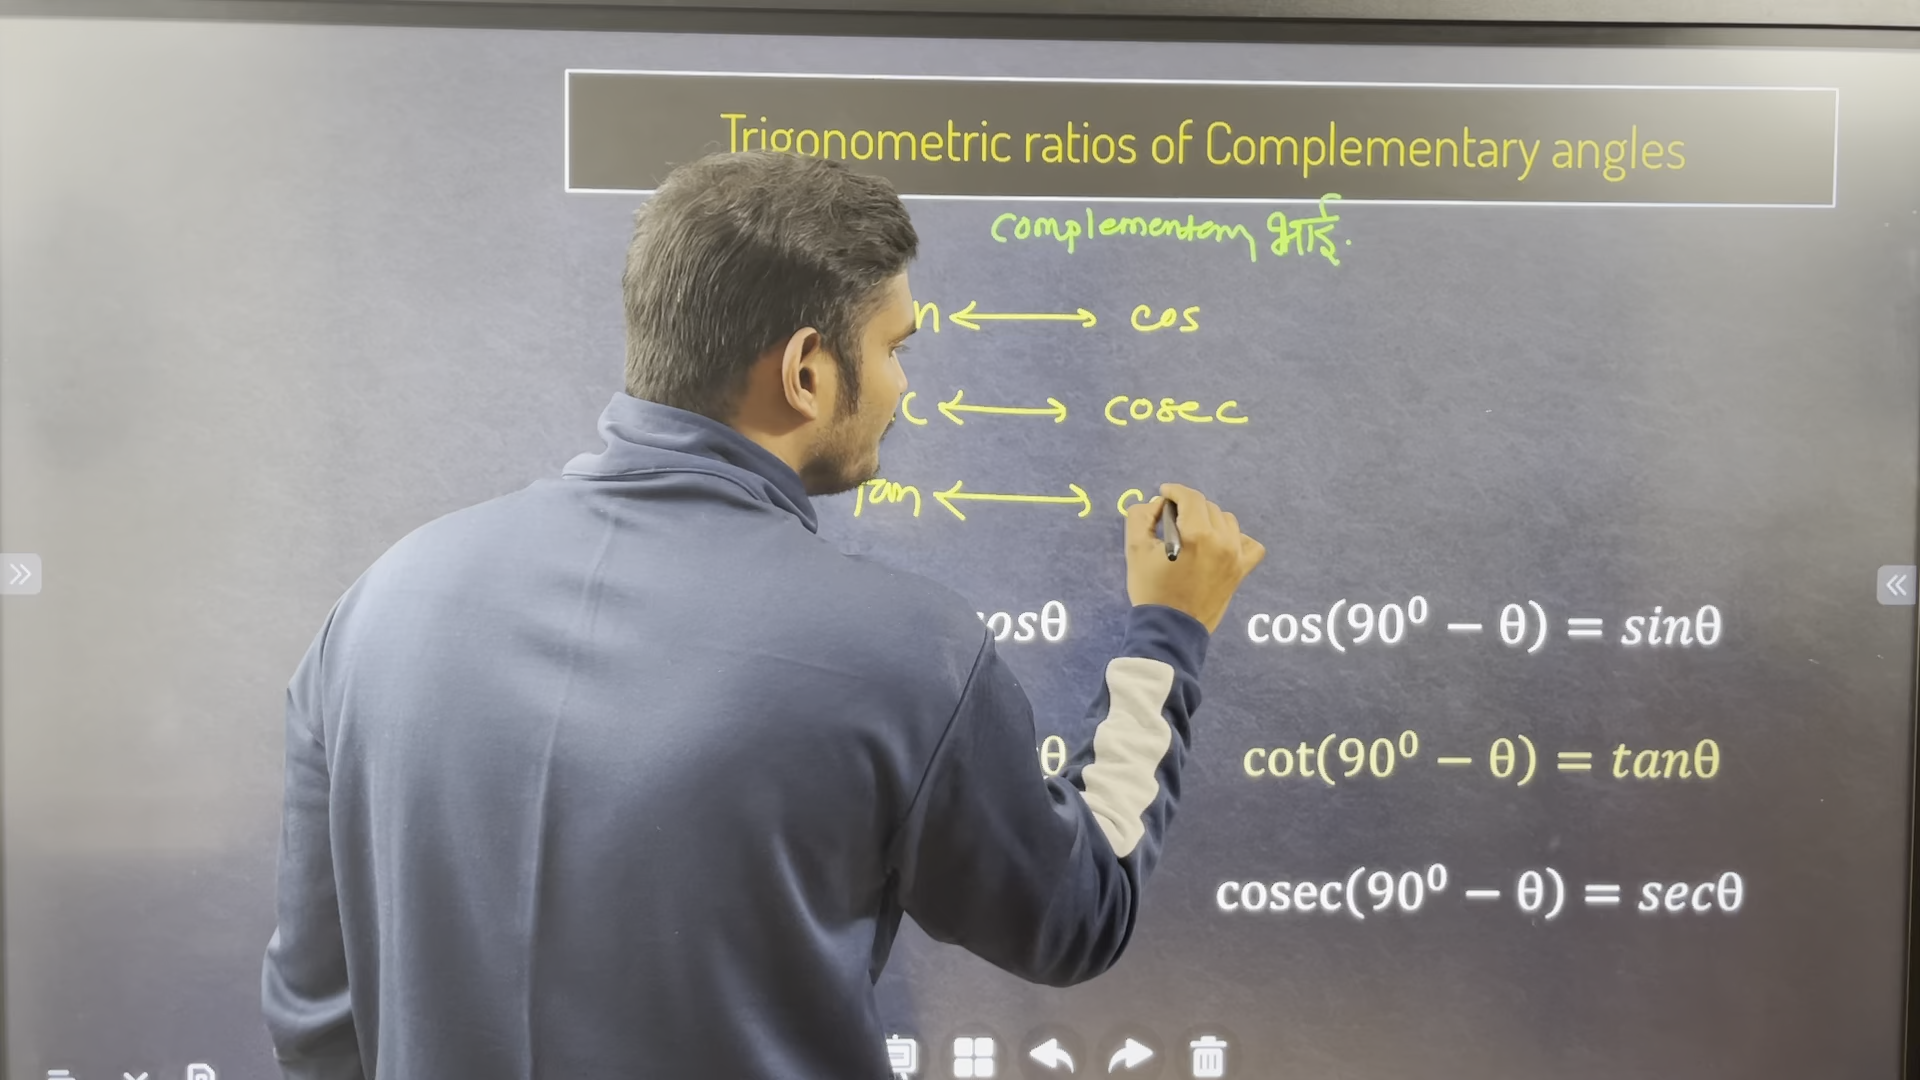 Trigonometric ratios of Complementary angles
complementary भाई.
n ↔ cos
c ↔ cosec
Tan ↔ c
osθ cos(90⁰ − θ) = sinθ
θ cot(90⁰ − θ) = tanθ
cosec(90⁰ − θ) = secθ